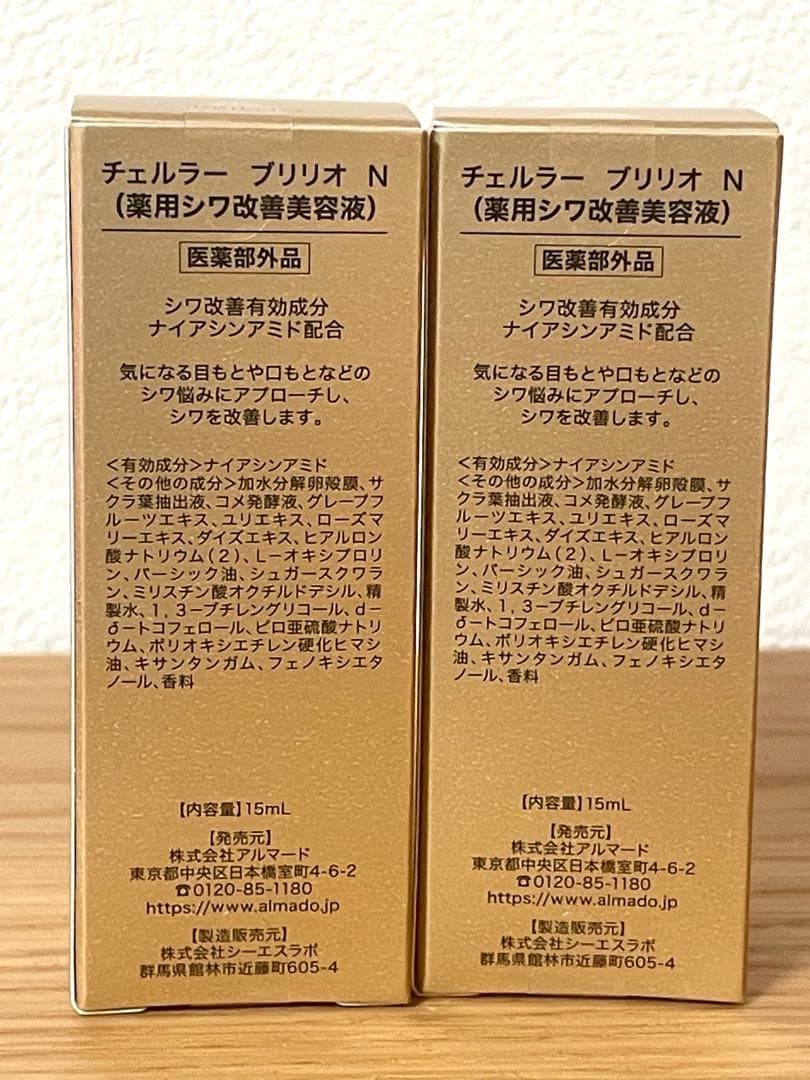 チェルラー ブリリオ N
（薬用シワ改善美容液）
医薬部外品
シワ改善有効成分
ナイアシンアミド配合
気になる目もとや口もとなどの
シワ悩みにアプローチし、
シワを改善します。
＜有効成分＞ナイアシンアミド
＜その他の成分＞加水分解卵殻膜、サ
クラ葉抽出液、コメ発酵液、グレープフ
ルーツエキス、ユリエキス、ローズマ
リーエキス、ダイズエキス、ヒアルロン
酸ナトリウム（2）、L－オキシプロリ
ン、パーシック油、シュガースクワラ
ン、ミリスチン酸オクチルドデシル、精
製水、1，3－ブチレングリコール、d－
δ－トコフェロール、ピロ亜硫酸ナトリ
ウム、ポリオキシエチレン硬化ヒマシ
油、キサンタンガム、フェノキシエタ
ノール、香料
【内容量】15mL
【発売元】
株式会社アルマード
東京都中央区日本橋室町4-6-2
☎0120-85-1180
https://www.almado.jp
【製造販売元】
株式会社シーエスラボ
群馬県館林市近藤町605-4
チェルラー ブリリオ N
（薬用シワ改善美容液）
医薬部外品
シワ改善有効成分
ナイアシンアミド配合
気になる目もとや口もとなどの
シワ悩みにアプローチし、
シワを改善します。
＜有効成分＞ナイアシンアミド
＜その他の成分＞加水分解卵殻膜、サ
クラ葉抽出液、コメ発酵液、グレープフ
ルーツエキス、ユリエキス、ローズマ
リーエキス、ダイズエキス、ヒアルロン
酸ナトリウム（2）、L－オキシプロリ
ン、パーシック油、シュガースクワラ
ン、ミリスチン酸オクチルドデシル、精
製水、1，3－ブチレングリコール、d－
δ－トコフェロール、ピロ亜硫酸ナトリ
ウム、ポリオキシエチレン硬化ヒマシ
油、キサンタンガム、フェノキシエタ
ノール、香料
【内容量】15mL
【発売元】
株式会社アルマード
東京都中央区日本橋室町4-6-2
☎0120-85-1180
https://www.almado.jp
【製造販売元】
株式会社シーエスラボ
群馬県館林市近藤町605-4